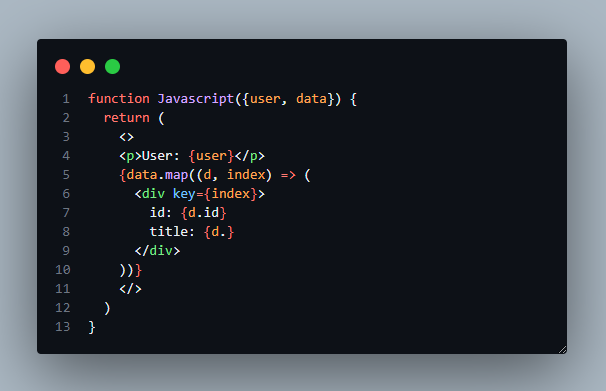 1 function Javascript({user, data}) {
2   return (
3     <>
4     <p>User: {user}</p>
5     {data.map((d, index) => (
6       <div key={index}>
7         id: {d.id}
8         title: {d.}
9       </div>
10     ))}
11     </>
12   )
13 }